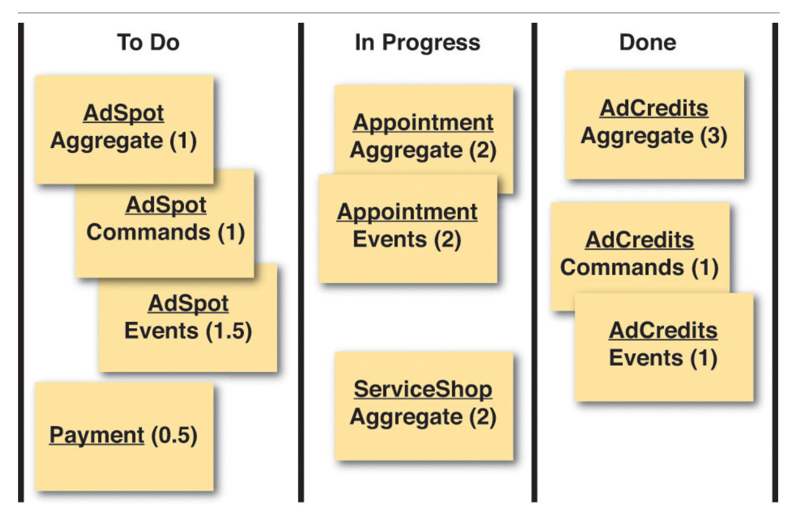 To Do
AdSpot
Aggregate (1)
AdSpot
Commands (1)
AdSpot
Events (1.5)
Payment (0.5)
In Progress
Appointment
Aggregate (2)
Appointment
Events (2)
ServiceShop
Aggregate (2)
Done
AdCredits
Aggregate (3)
AdCredits
Commands (1)
AdCredits
Events (1)